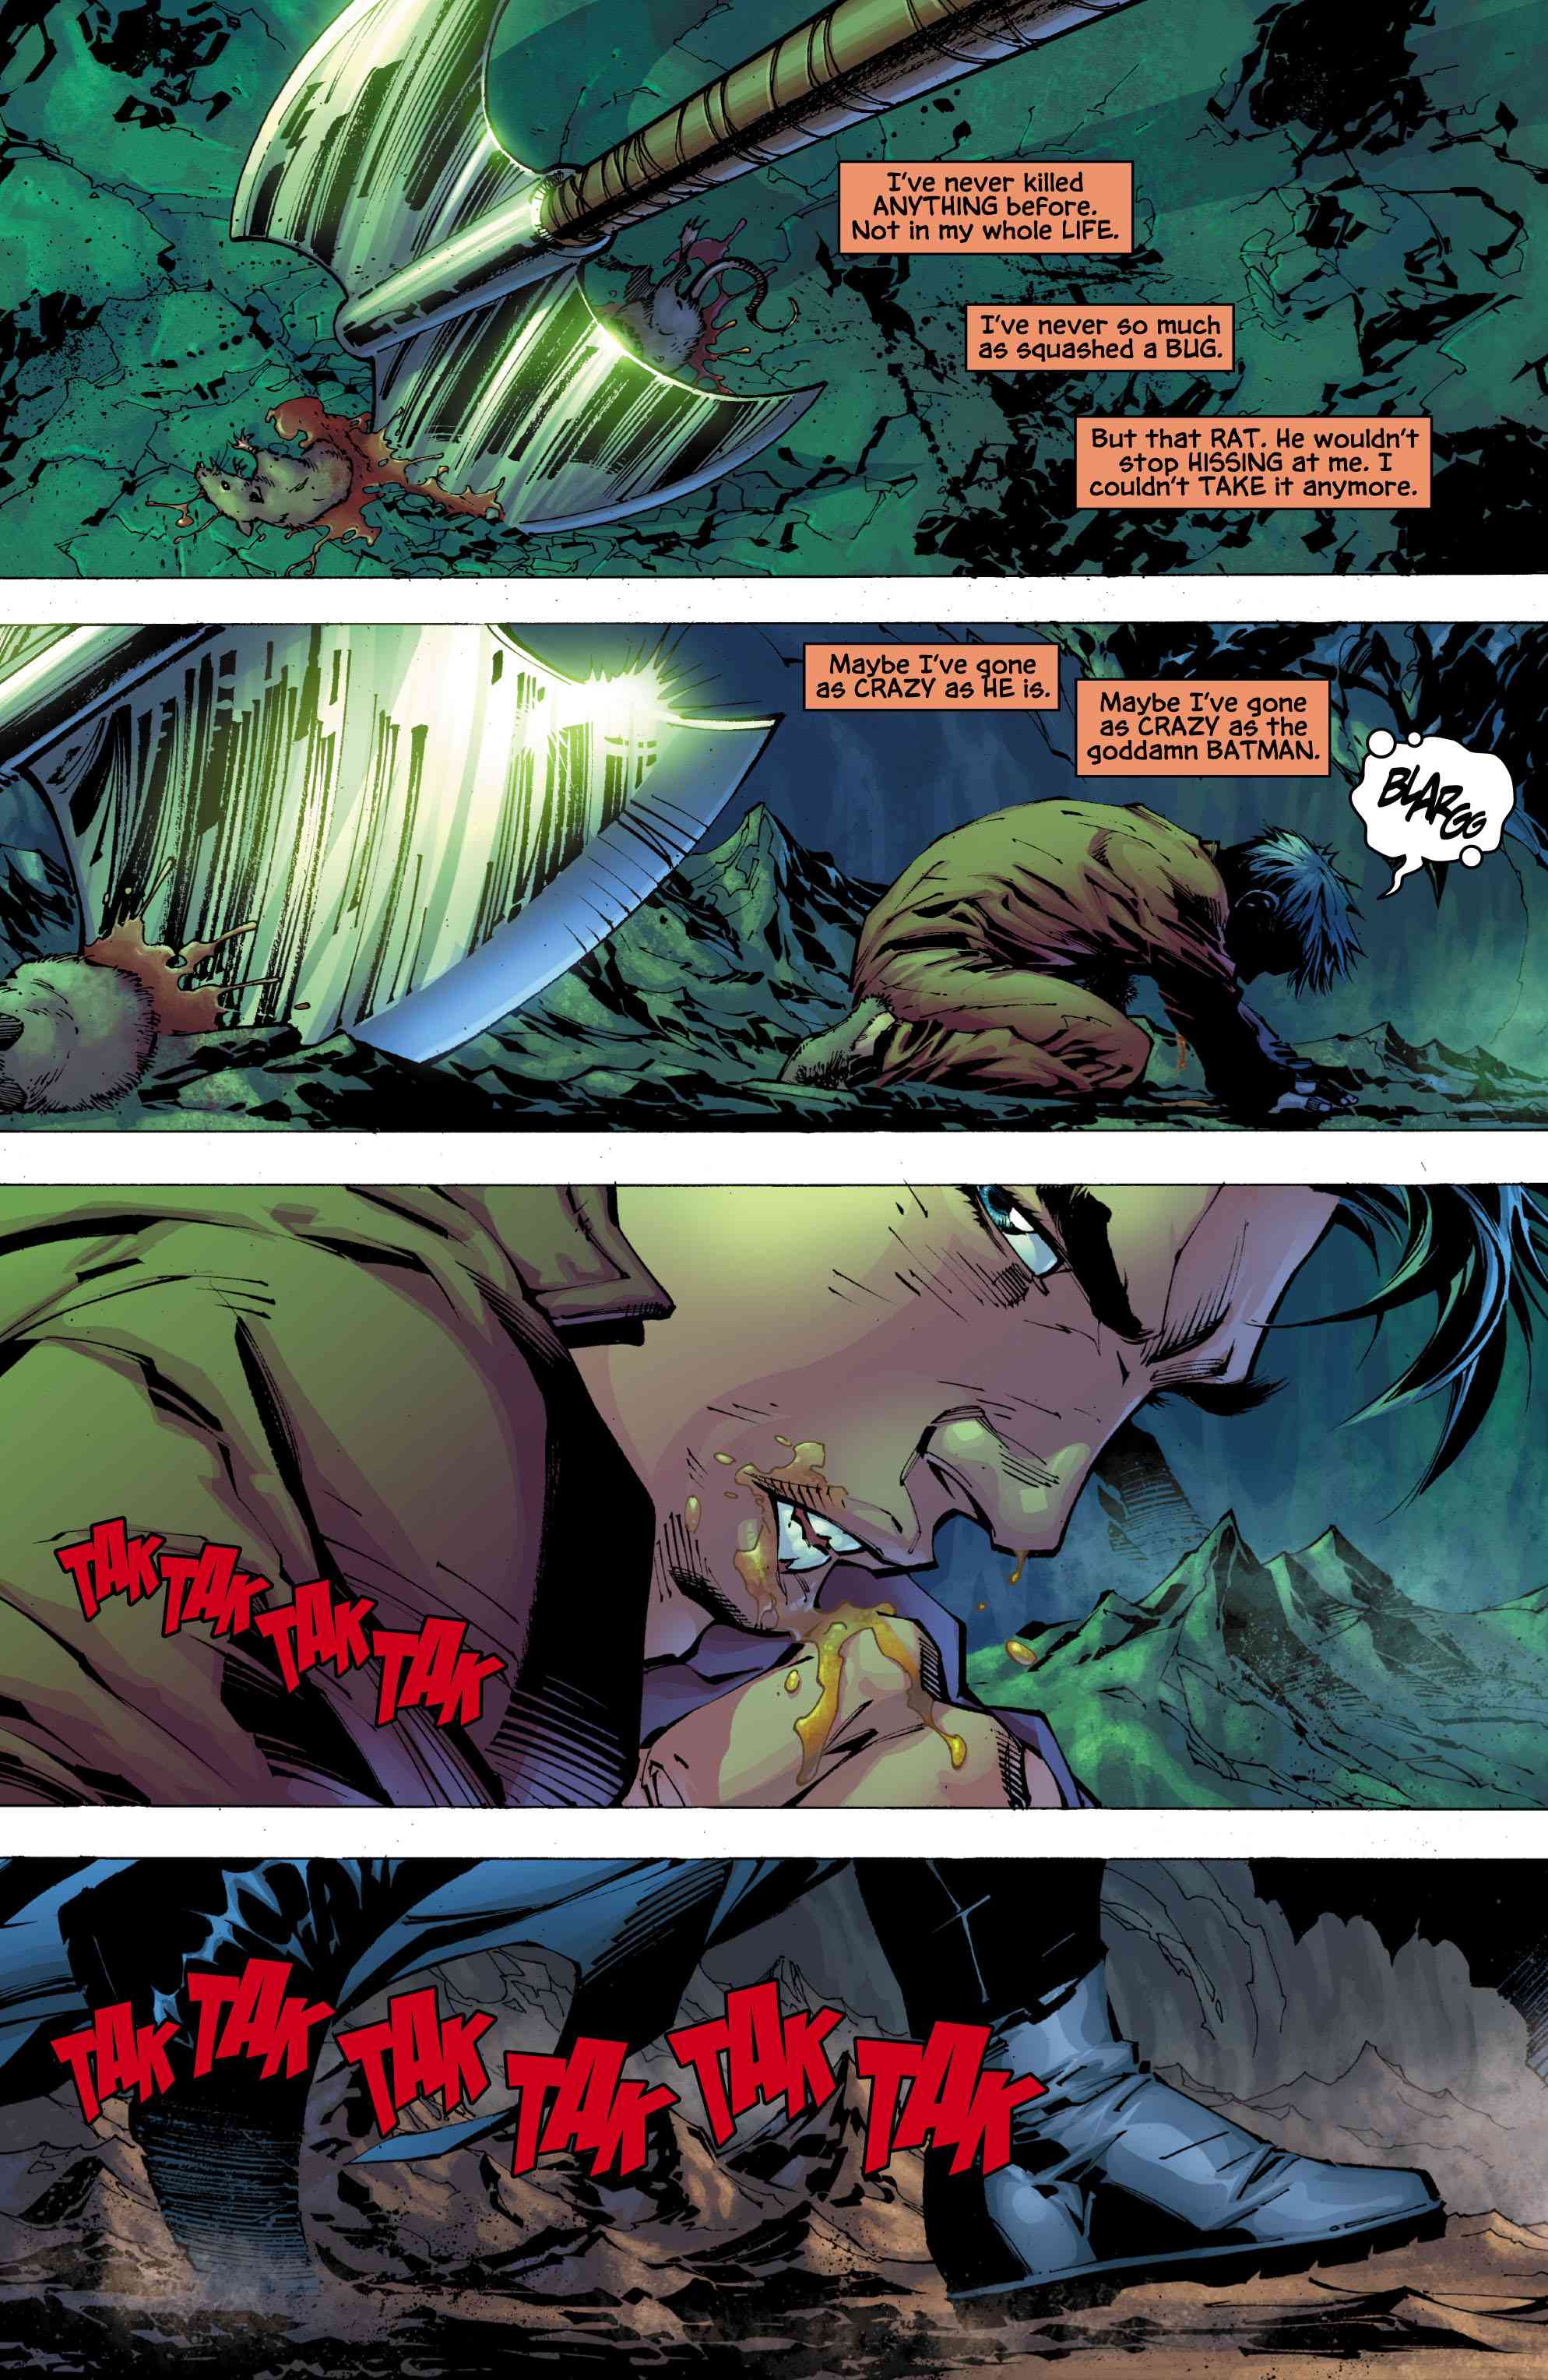 I've never killed
ANYTHING before.
Not in my whole LIFE.
I've never so much
as squashed a BUG.
But that RAT. He wouldn't
stop HISSING at me. I
couldn't TAKE it anymore.
Maybe I've gone
as CRAZY as HE is.
Maybe I've gone
as CRAZY as the
goddamn BATMAN.
BLARGG
TAK TAK TAK TAK
TAK TAK TAK TAK TAK TAK